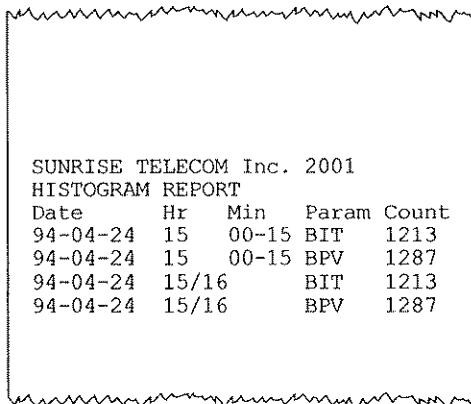 SUNRISE TELECOM Inc. 2001
HISTOGRAM REPORT
Date Hr Min Param Count
94-04-24 15 00-15 BIT 1213
94-04-24 15 00-15 BPV 1287
94-04-24 15/16 BIT 1213
94-04-24 15/16 BPV 1287